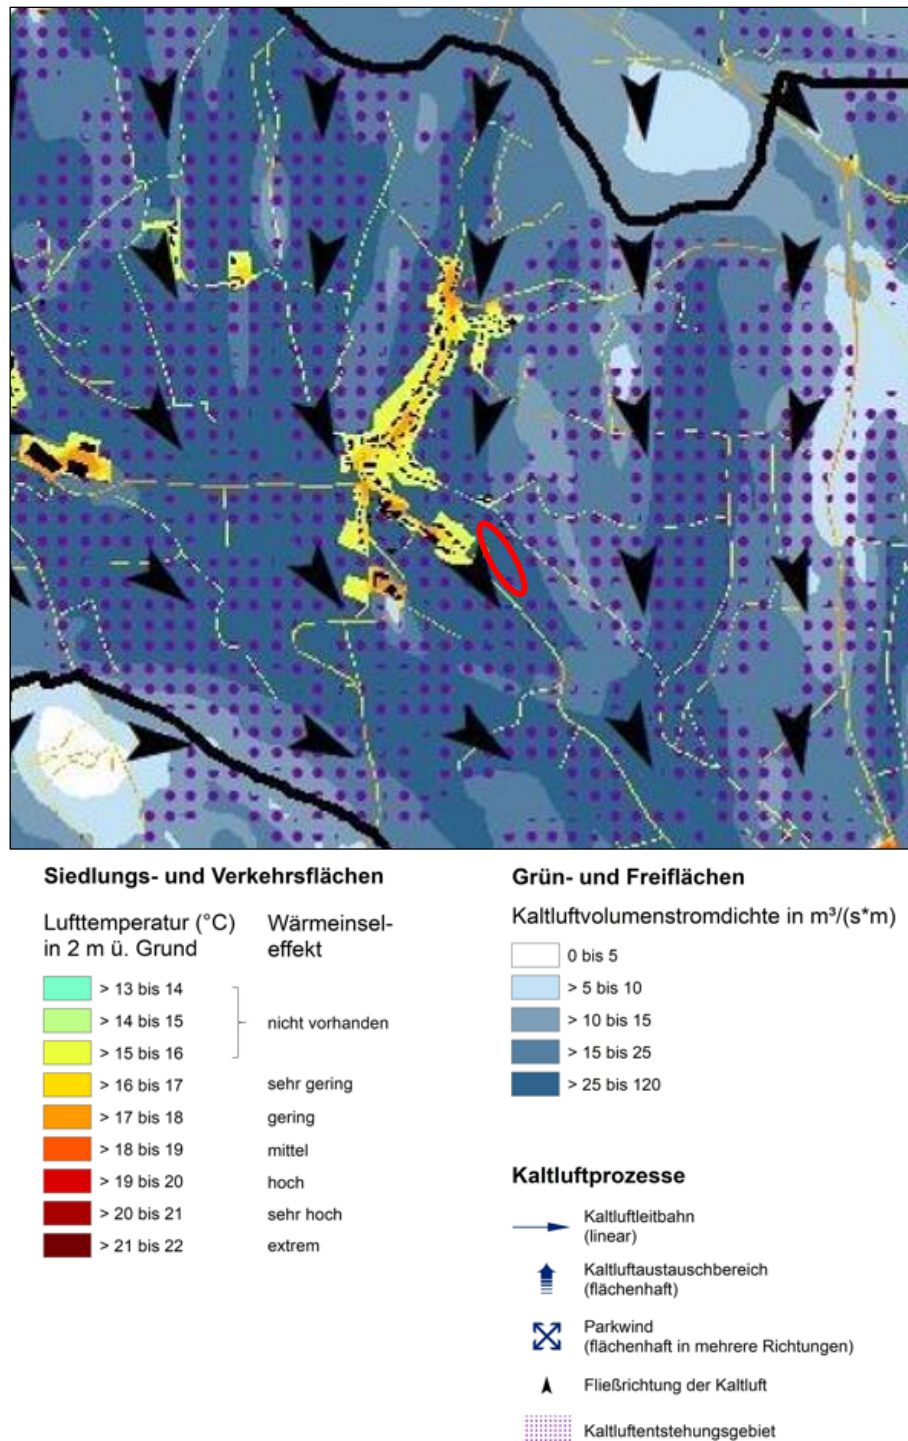 Siedlungs- und Verkehrsflächen
Lufttemperatur (°C)
in 2 m ü. Grund
Wärmeinsel-
effekt
> 13 bis 14
> 14 bis 15
nicht vorhanden
> 15 bis 16
> 16 bis 17 sehr gering
> 17 bis 18 gering
> 18 bis 19 mittel
> 19 bis 20 hoch
> 20 bis 21 sehr hoch
> 21 bis 22 extrem
Grün- und Freiflächen
Kaltluftvolumenstromdichte in m³/(s*m)
0 bis 5
> 5 bis 10
> 10 bis 15
> 15 bis 25
> 25 bis 120
Kaltluftprozesse
Kaltluftleitbahn
(linear)
Kaltluftaustauschbereich
(flächenhaft)
Parkwind
(flächenhaft in mehrere Richtungen)
Fließrichtung der Kaltluft
Kaltluftentstehungsgebiet